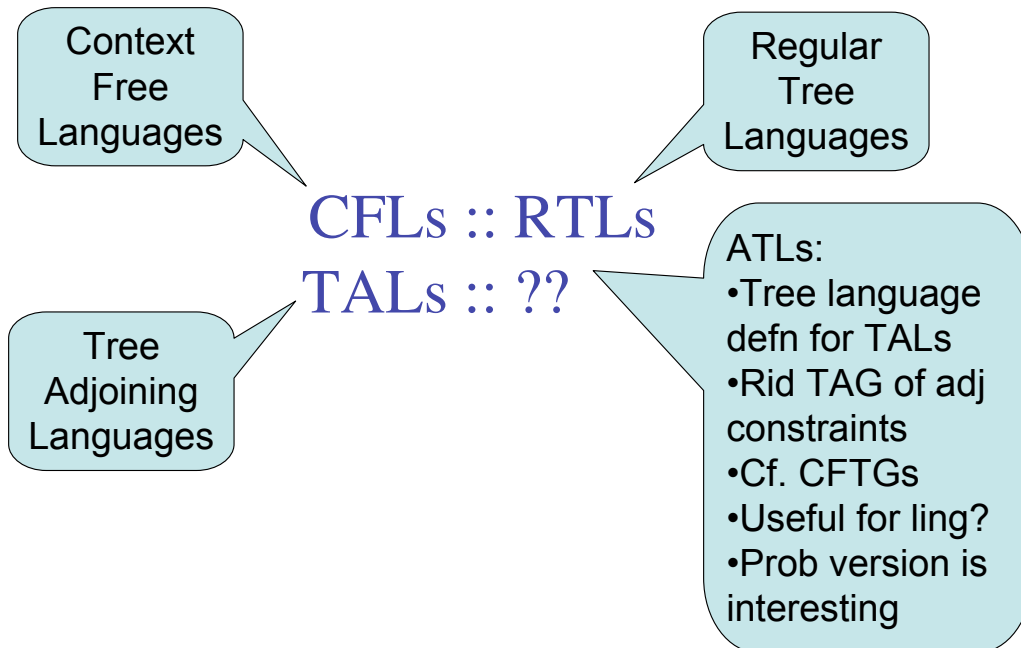 Context
Free
Languages
Regular
Tree
Languages
CFLs :: RTLs
TALs :: ??
Tree
Adjoining
Languages
ATLs:
•Tree language
defn for TALs
•Rid TAG of adj
constraints
•Cf. CFTGs
•Useful for ling?
•Prob version is
interesting